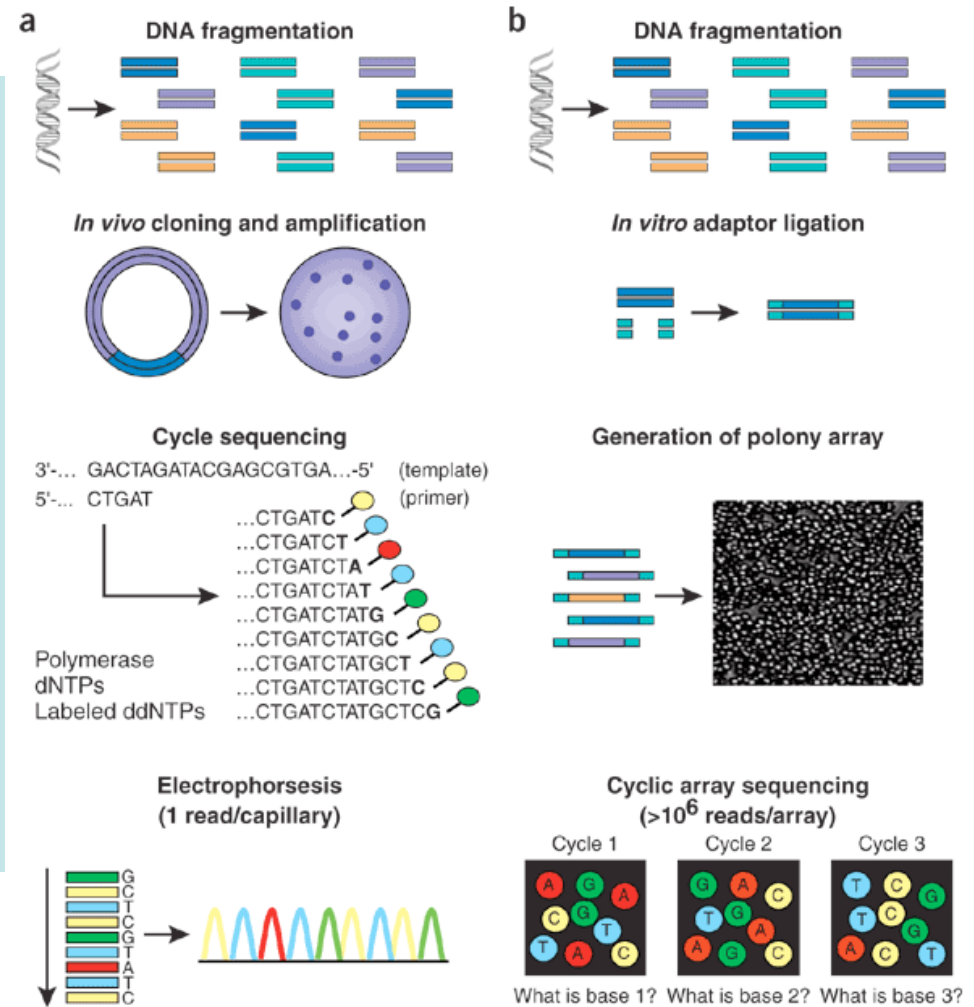 a
DNA fragmentation
In vivo cloning and amplification
Cycle sequencing
3'-... GACTAGATACGAGCGTGA...-5' (template)
5'-... CTGAT (primer)
...CTGATC
...CTGATCT
...CTGATCTA
...CTGATCTAT
...CTGATCTATG
...CTGATCTATGC
...CTGATCTATGCT
...CTGATCTATGCTC
...CTGATCTATGCTCG
Polymerase
dNTPs
Labeled ddNTPs
Electrophorsesis
(1 read/capillary)
G
C
T
C
G
T
A
T
C
b
DNA fragmentation
In vitro adaptor ligation
Generation of polony array
Cyclic array sequencing
(>10⁶ reads/array)
Cycle 1
A G A
C G T
T A C
What is base 1?
Cycle 2
G A C
T G A
A G C
What is base 2?
Cycle 3
T C G
T C G
A C T
What is base 3?